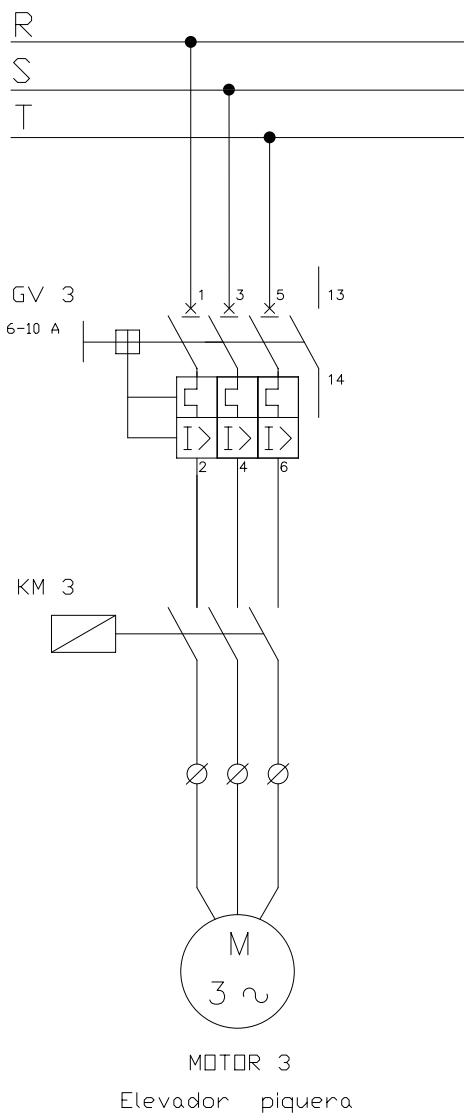 R
S
T
GV 3
1 3 5 13
6-10 A
14
I> I> I>
2 4 6
KM 3
M
3 ~
MOTOR 3
Elevador piquera